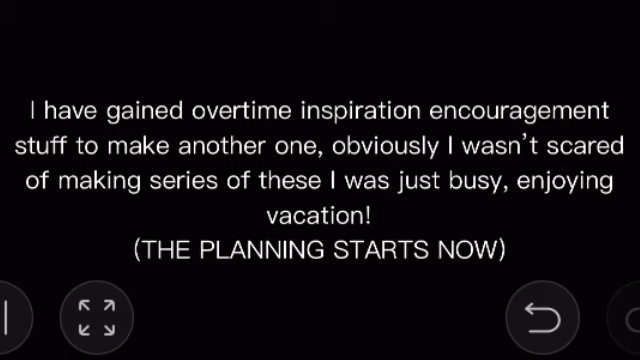 I have gained overtime inspiration encouragement
stuff to make another one, obviously I wasn't scared
of making series of these I was just busy, enjoying
vacation!
(THE PLANNING STARTS NOW)